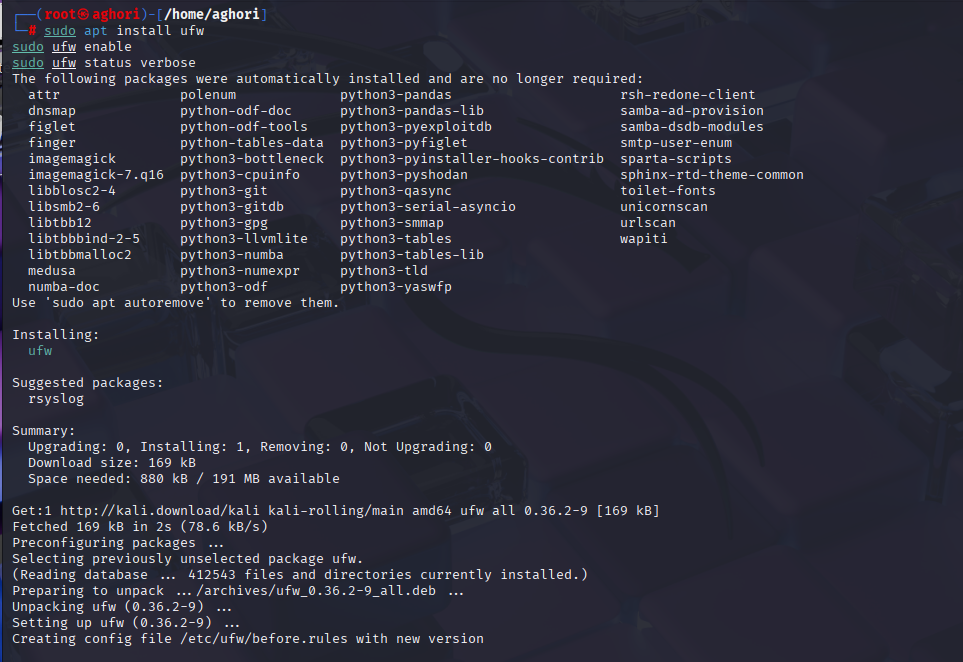 ┌──(root㉿aghori)-[/home/aghori]
└─# sudo apt install ufw
sudo ufw enable
sudo ufw status verbose
The following packages were automatically installed and are no longer required:
  attr               polenum             python3-pandas                     rsh-redone-client
  dnsmap             python-odf-doc      python3-pandas-lib                 samba-ad-provision
  figlet             python-odf-tools    python3-pyexploitdb                samba-dsdb-modules
  finger             python-tables-data  python3-pyfiglet                   smtp-user-enum
  imagemagick        python3-bottleneck  python3-pyinstaller-hooks-contrib  sparta-scripts
  imagemagick-7.q16  python3-cpuinfo     python3-pyshodan                   sphinx-rtd-theme-common
  libblosc2-4        python3-git         python3-qasync                     toilet-fonts
  libsmb2-6          python3-gitdb       python3-serial-asyncio             unicornscan
  libtbb12           python3-gpg         python3-smmap                      urlscan
  libtbbbind-2-5     python3-llvmlite    python3-tables                     wapiti
  libtbbmalloc2      python3-numba       python3-tables-lib
  medusa             python3-numexpr     python3-tld
  numba-doc          python3-odf         python3-yaswfp
Use 'sudo apt autoremove' to remove them.

Installing:
  ufw

Suggested packages:
  rsyslog

Summary:
  Upgrading: 0, Installing: 1, Removing: 0, Not Upgrading: 0
  Download size: 169 kB
  Space needed: 880 kB / 191 MB available

Get:1 http://kali.download/kali kali-rolling/main amd64 ufw all 0.36.2-9 [169 kB]
Fetched 169 kB in 2s (78.6 kB/s)
Preconfiguring packages ...
Selecting previously unselected package ufw.
(Reading database ... 412543 files and directories currently installed.)
Preparing to unpack .../archives/ufw_0.36.2-9_all.deb ...
Unpacking ufw (0.36.2-9) ...
Setting up ufw (0.36.2-9) ...
Creating config file /etc/ufw/before.rules with new version